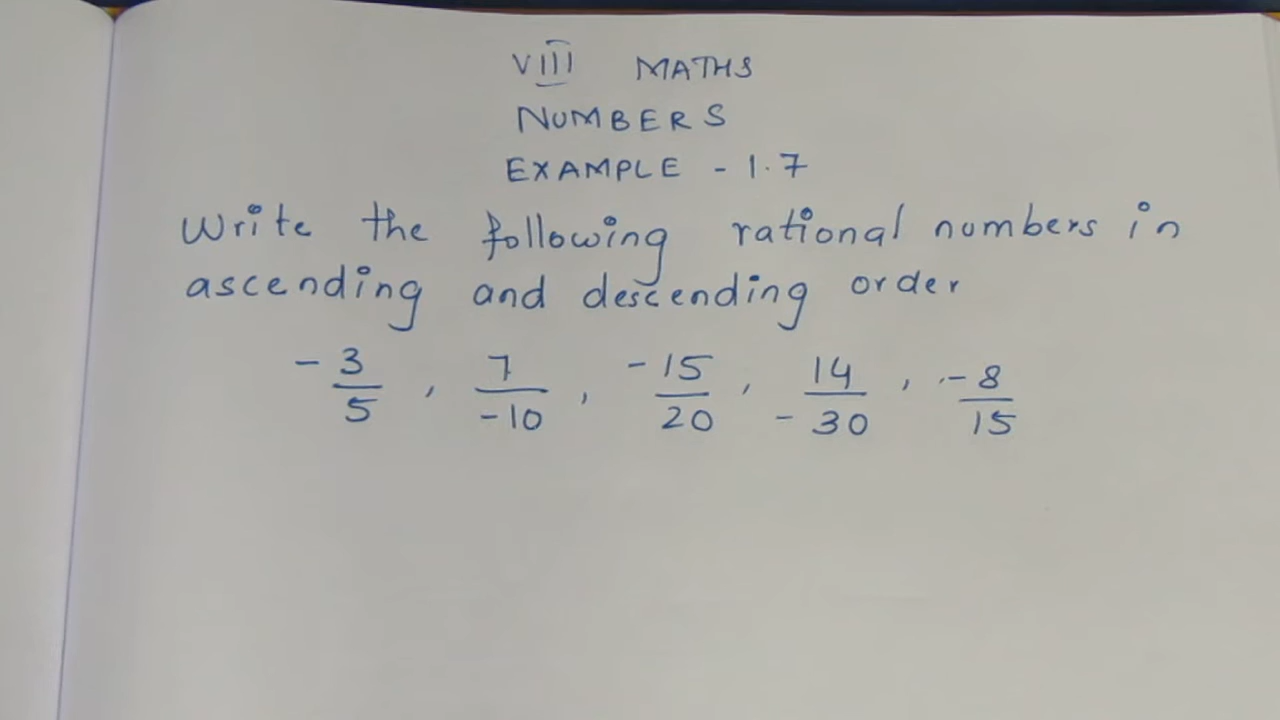 VIII MATHS
NUMBERS
EXAMPLE - 1.7
Write the following rational numbers in
ascending and descending order
-3/5 , 7/-10 , -15/20 , 14/-30 , -8/15